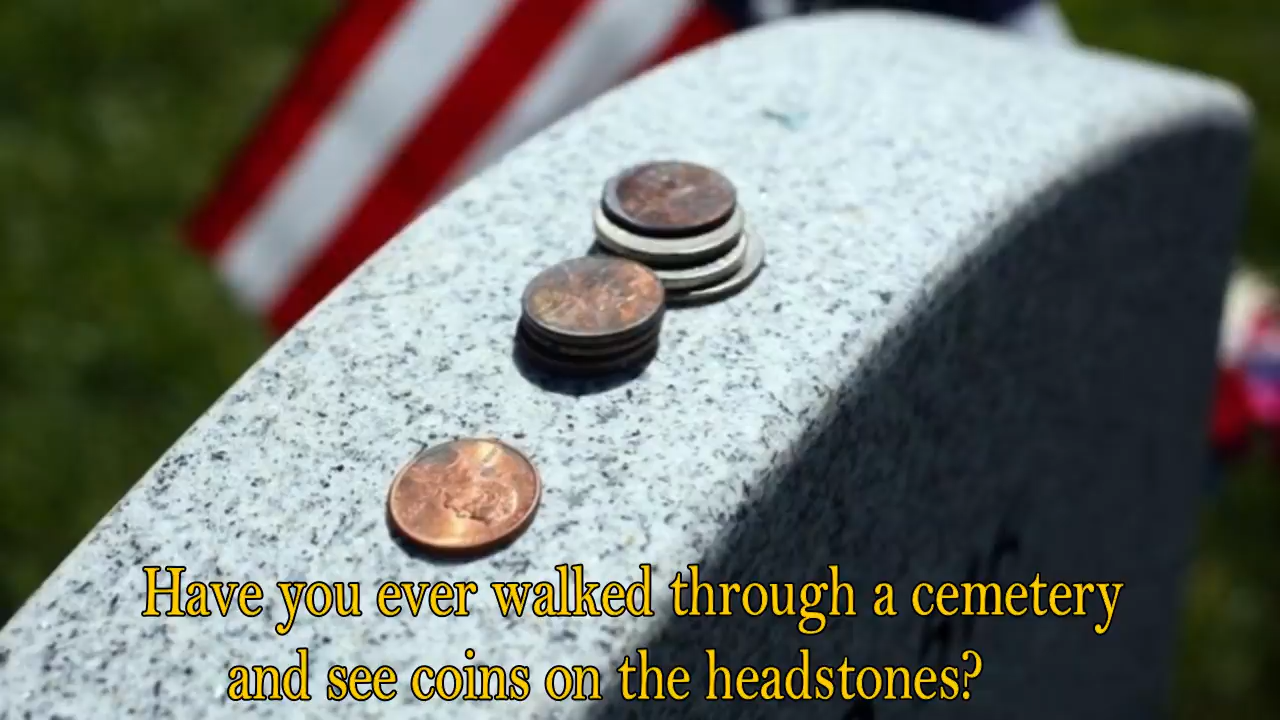 Have you ever walked through a cemetery
and see coins on the headstones?